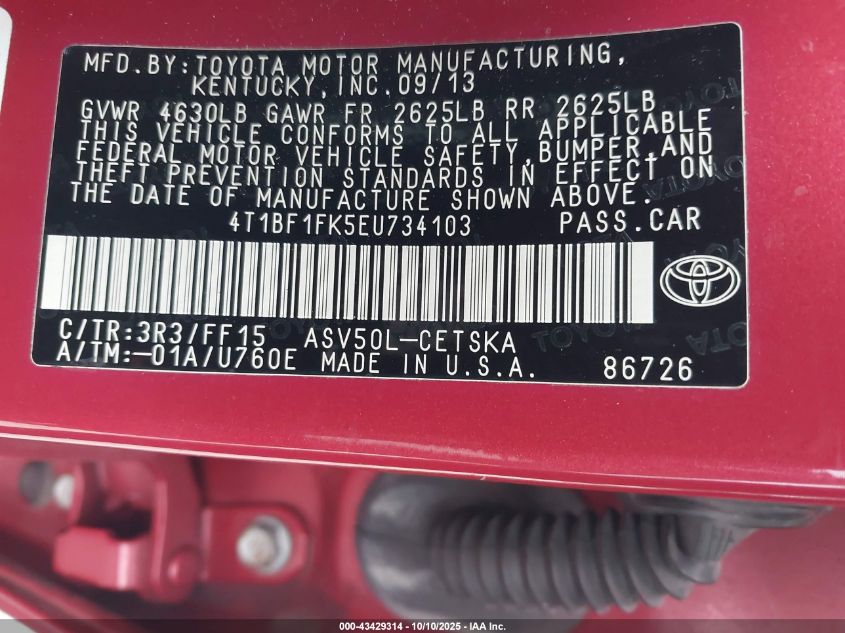 MFD. BY: TOYOTA MOTOR MANUFACTURING,
KENTUCKY, INC. 09/13
GVWR 4630LB GAWR FR 2625LB RR 2625LB
THIS VEHICLE CONFORMS TO ALL APPLICABLE
FEDERAL MOTOR VEHICLE SAFETY, BUMPER, AND
THEFT PREVENTION STANDARDS IN EFFECT ON
THE DATE OF MANUFACTURE SHOWN ABOVE.
4T1BF1FK5EU734103 PASS. CAR
C/TR: 3R3/FF15 ASV50L-CETSKA
A/TM: -01A/U760E MADE IN U.S.A. 86726
000-43429314 - 10/10/2025 - IAA Inc.